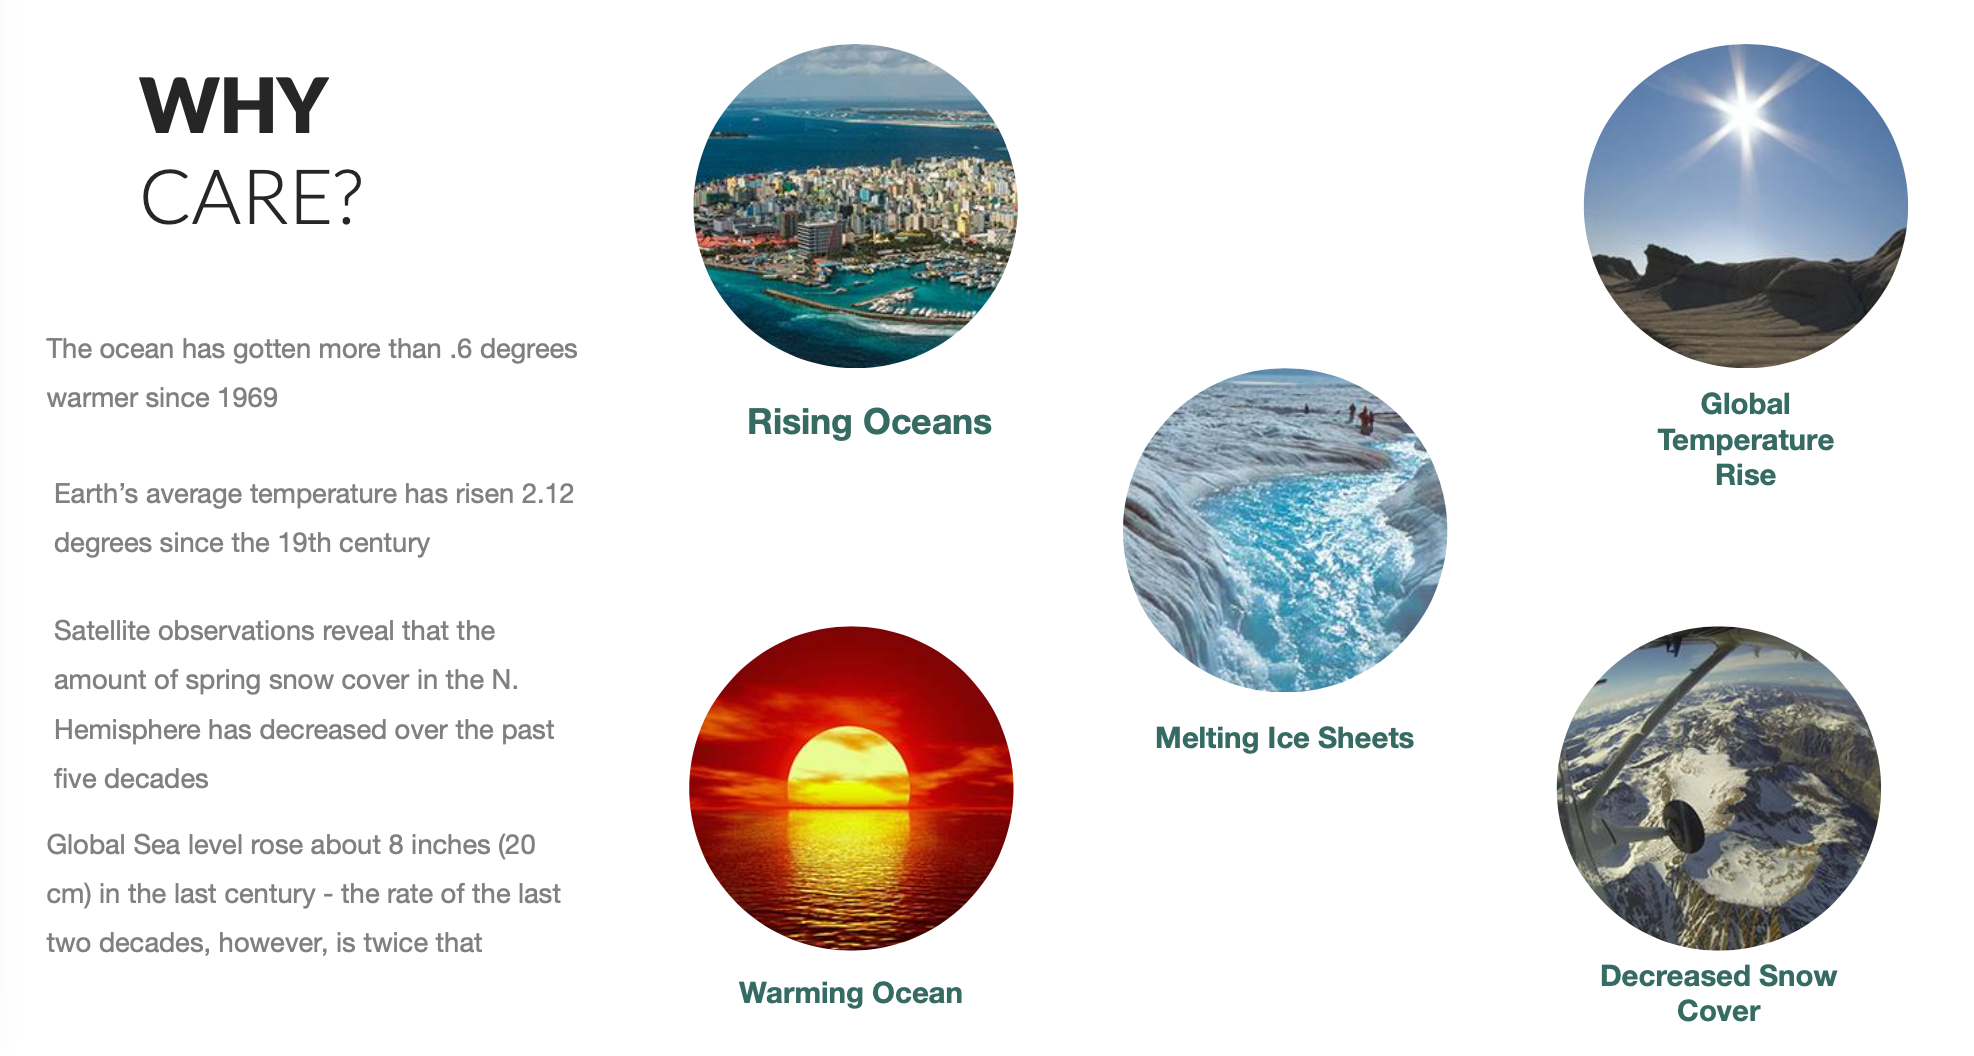 WHY
CARE?
The ocean has gotten more than .6 degrees
warmer since 1969
Earth’s average temperature has risen 2.12
degrees since the 19th century
Satellite observations reveal that the
amount of spring snow cover in the N.
Hemisphere has decreased over the past
five decades
Global Sea level rose about 8 inches (20
cm) in the last century - the rate of the last
two decades, however, is twice that
Rising Oceans
Global
Temperature
Rise
Melting Ice Sheets
Warming Ocean
Decreased Snow
Cover